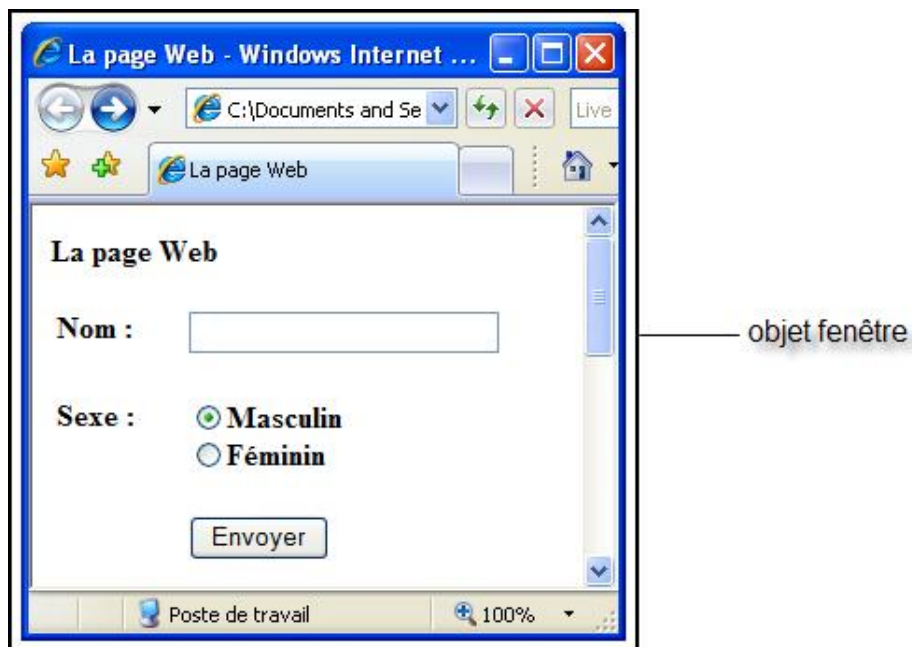 La page Web - Windows Internet ...
C:\Documents and Se
Live
La page Web
La page Web
Nom :
objet fenêtre
Sexe :
Masculin
Féminin
Envoyer
Poste de travail
100%